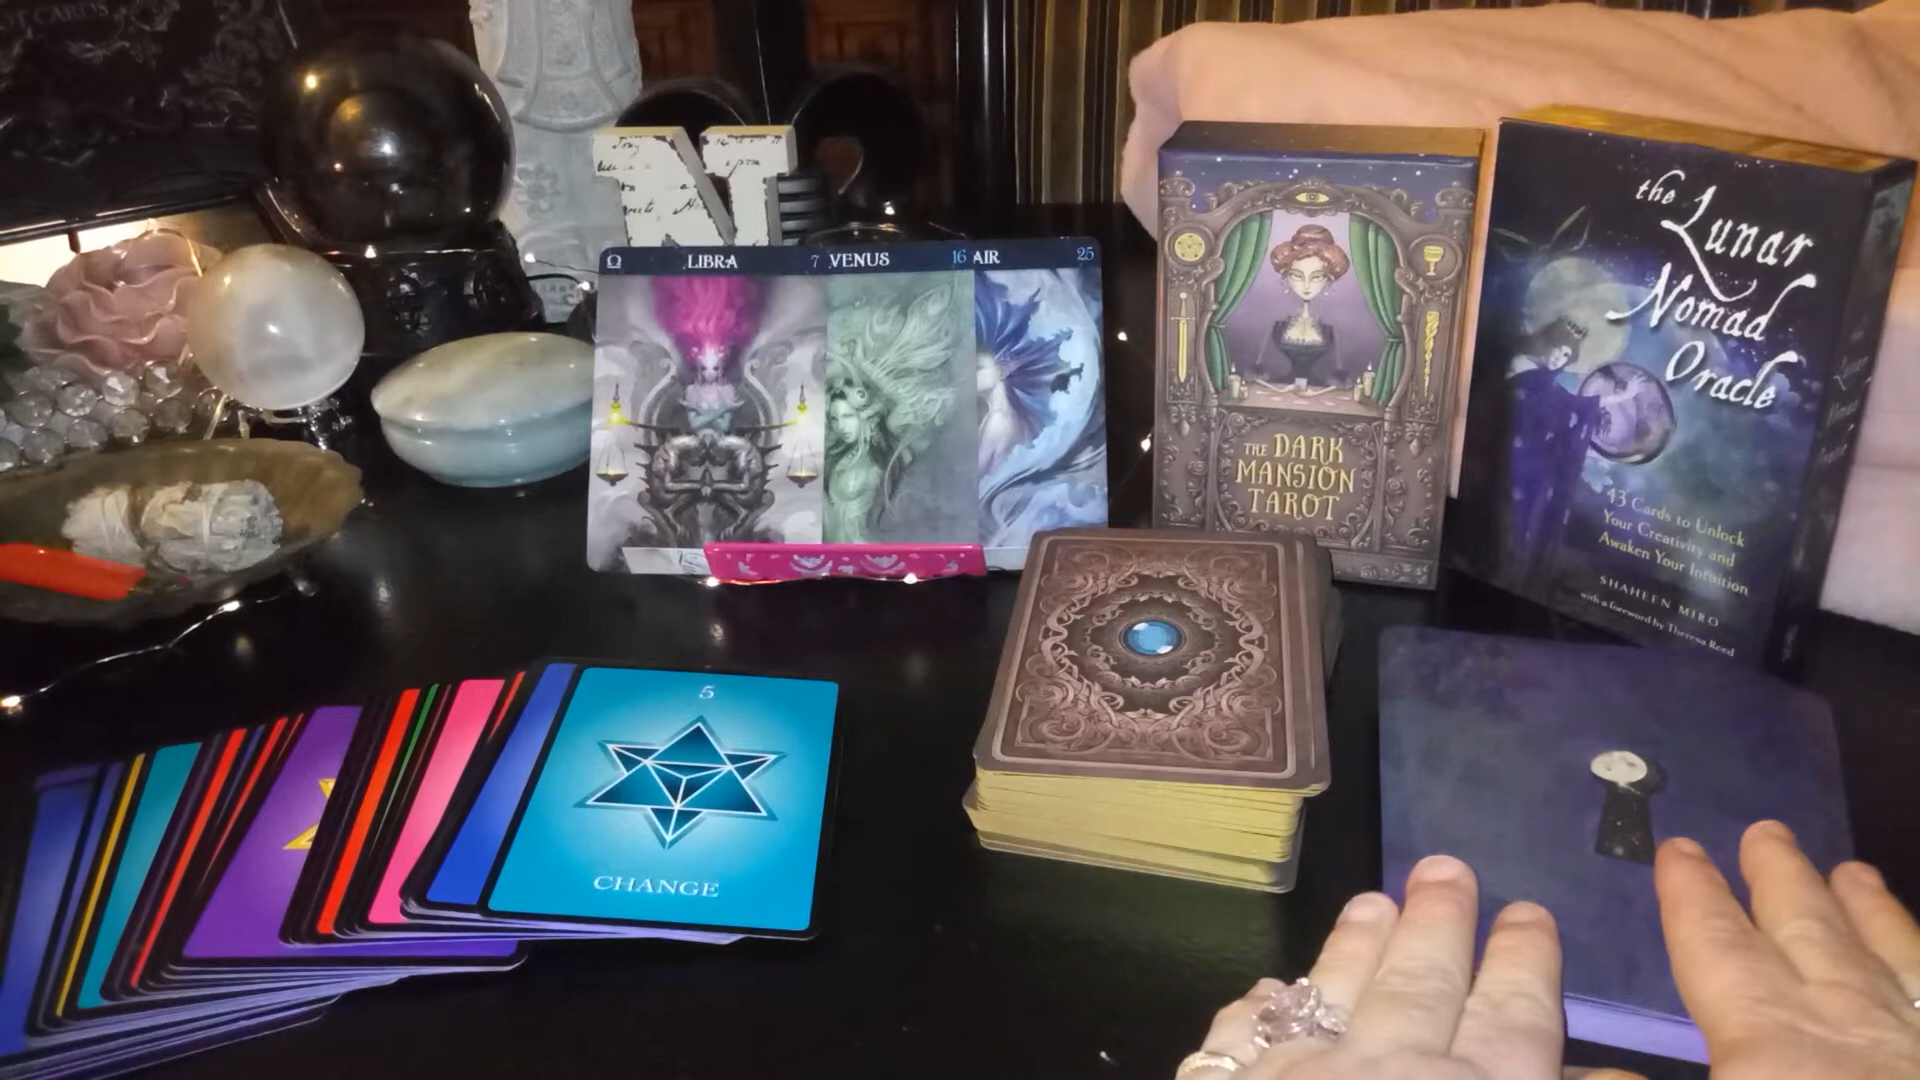 T CARDS
N
♎ LIBRA 7 VENUS 16 AIR 25
THE DARK
MANSION
TAROT
the Lunar
Nomad
Oracle
43 Cards to Unlock
Your Creativity and
Awaken Your Intuition
SHAHEEN MIRO
with a foreword by Theresa Reed
5
CHANGE